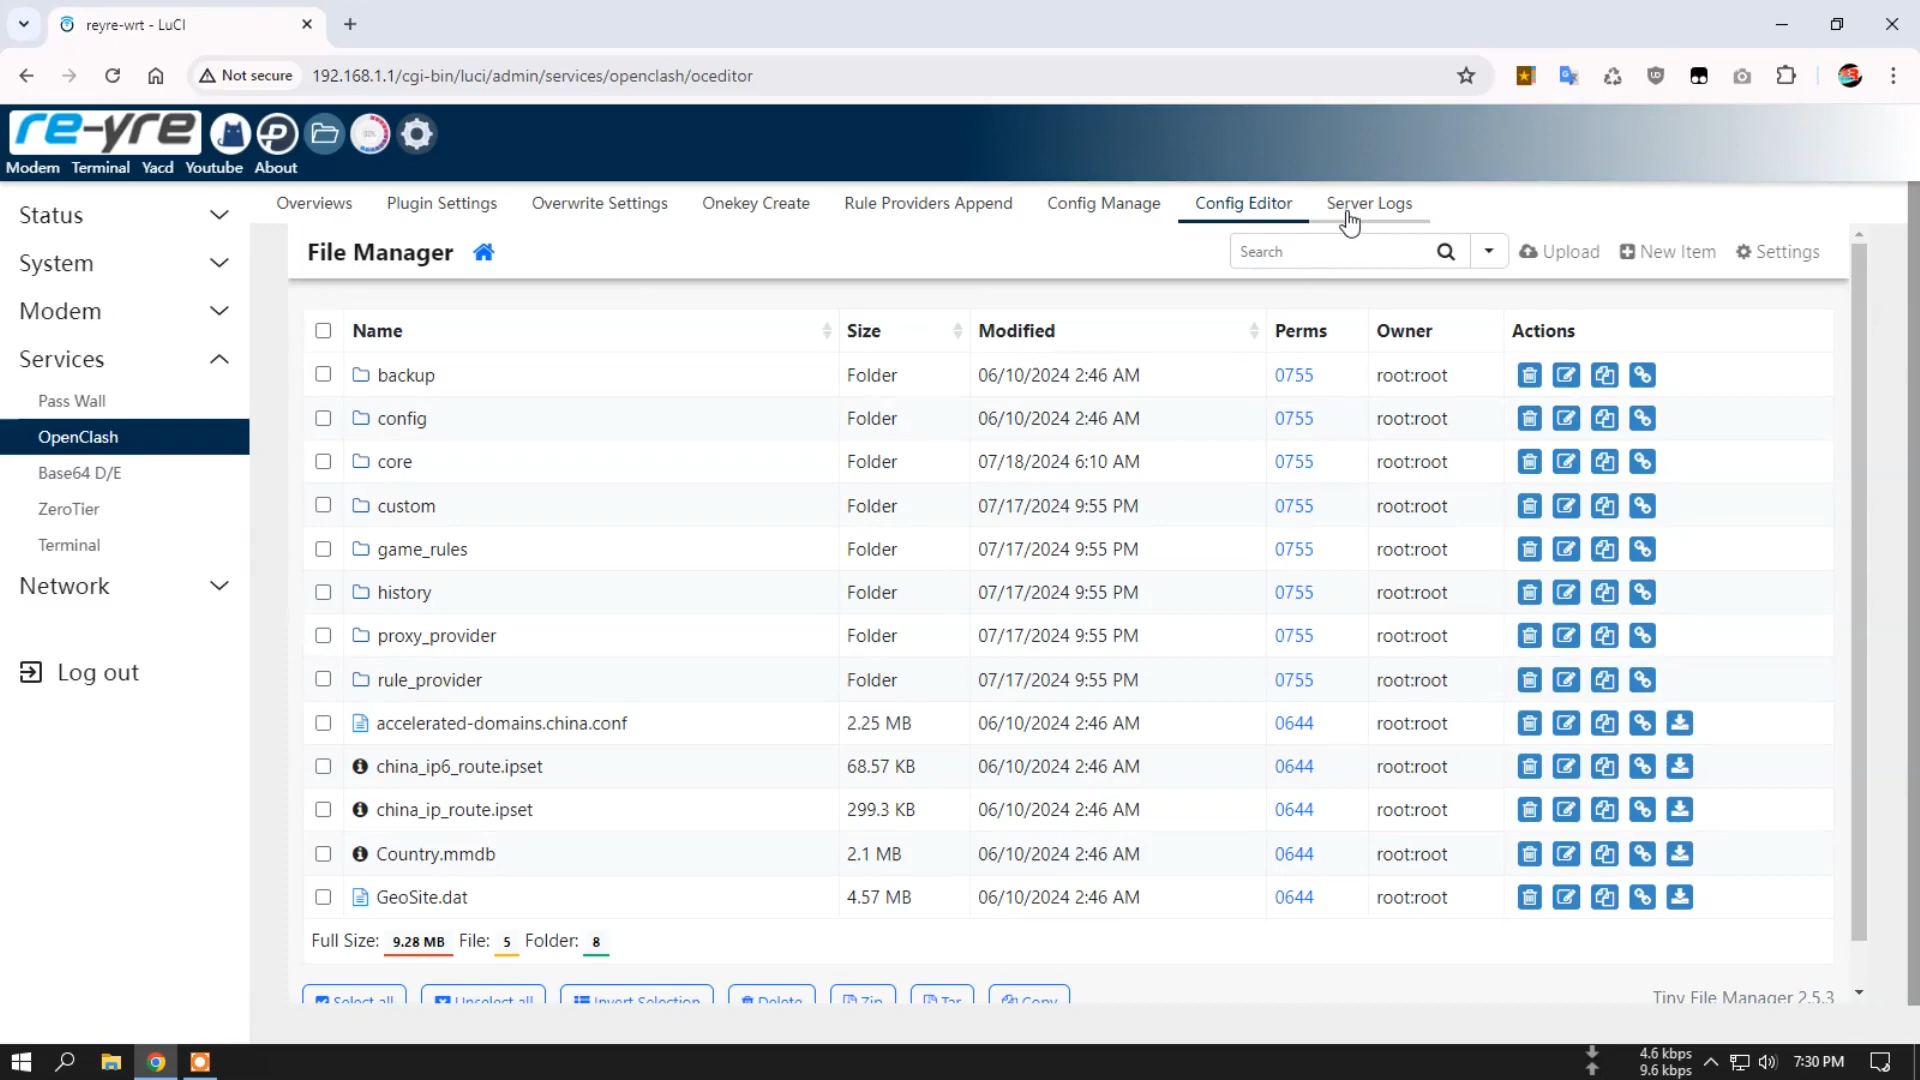 reyre-wrt - LuCI
Not secure 192.168.1.1/cgi-bin/luci/admin/services/openclash/oceditor
re-yre
Modem Terminal Yacd Youtube About
Status
System
Modem
Services
Pass Wall
OpenClash
Base64 D/E
ZeroTier
Terminal
Network
Log out
Overviews Plugin Settings Overwrite Settings Onekey Create Rule Providers Append Config Manage Config Editor Server Logs
File Manager Search Upload New Item Settings
Name Size Modified Perms Owner Actions
backup Folder 06/10/2024 2:46 AM 0755 root:root
config Folder 06/10/2024 2:46 AM 0755 root:root
core Folder 07/18/2024 6:10 AM 0755 root:root
custom Folder 07/17/2024 9:55 PM 0755 root:root
game_rules Folder 07/17/2024 9:55 PM 0755 root:root
history Folder 07/17/2024 9:55 PM 0755 root:root
proxy_provider Folder 07/17/2024 9:55 PM 0755 root:root
rule_provider Folder 07/17/2024 9:55 PM 0755 root:root
accelerated-domains.china.conf 2.25 MB 06/10/2024 2:46 AM 0644 root:root
china_ip6_route.ipset 68.57 KB 06/10/2024 2:46 AM 0644 root:root
china_ip_route.ipset 299.3 KB 06/10/2024 2:46 AM 0644 root:root
Country.mmdb 2.1 MB 06/10/2024 2:46 AM 0644 root:root
GeoSite.dat 4.57 MB 06/10/2024 2:46 AM 0644 root:root
Full Size: 9.28 MB File: 5 Folder: 8
Select all Unselect all Invert Selection Delete Zip Tar Copy Tiny File Manager 2.5.3
4.6 kbps
9.6 kbps
7:30 PM